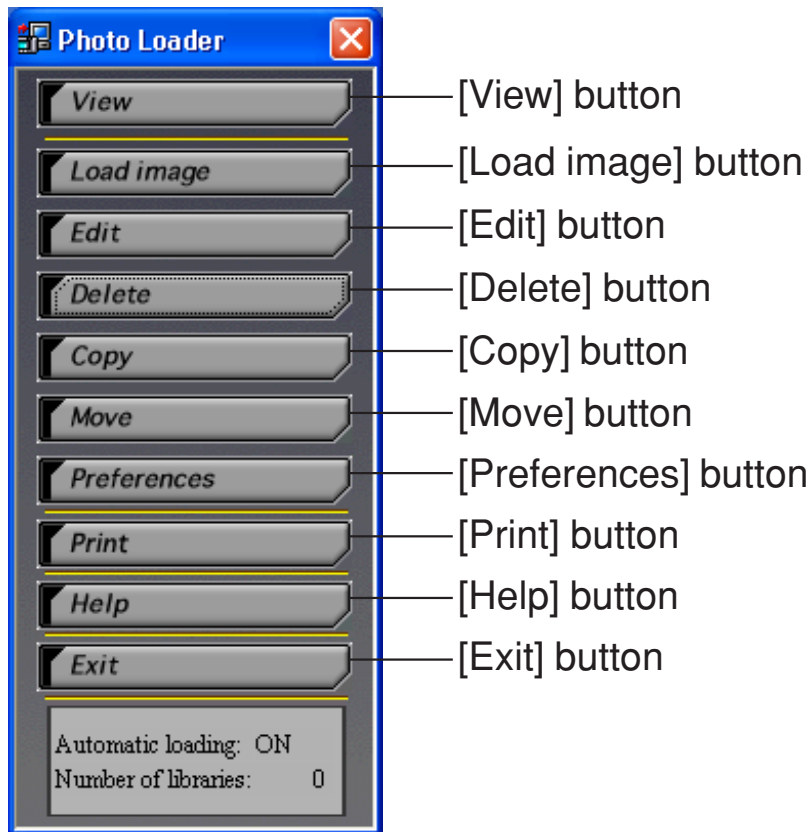 Photo Loader
View [View] button
Load image [Load image] button
Edit [Edit] button
Delete [Delete] button
Copy [Copy] button
Move [Move] button
Preferences [Preferences] button
Print [Print] button
Help [Help] button
Exit [Exit] button
Automatic loading: ON
Number of libraries: 0